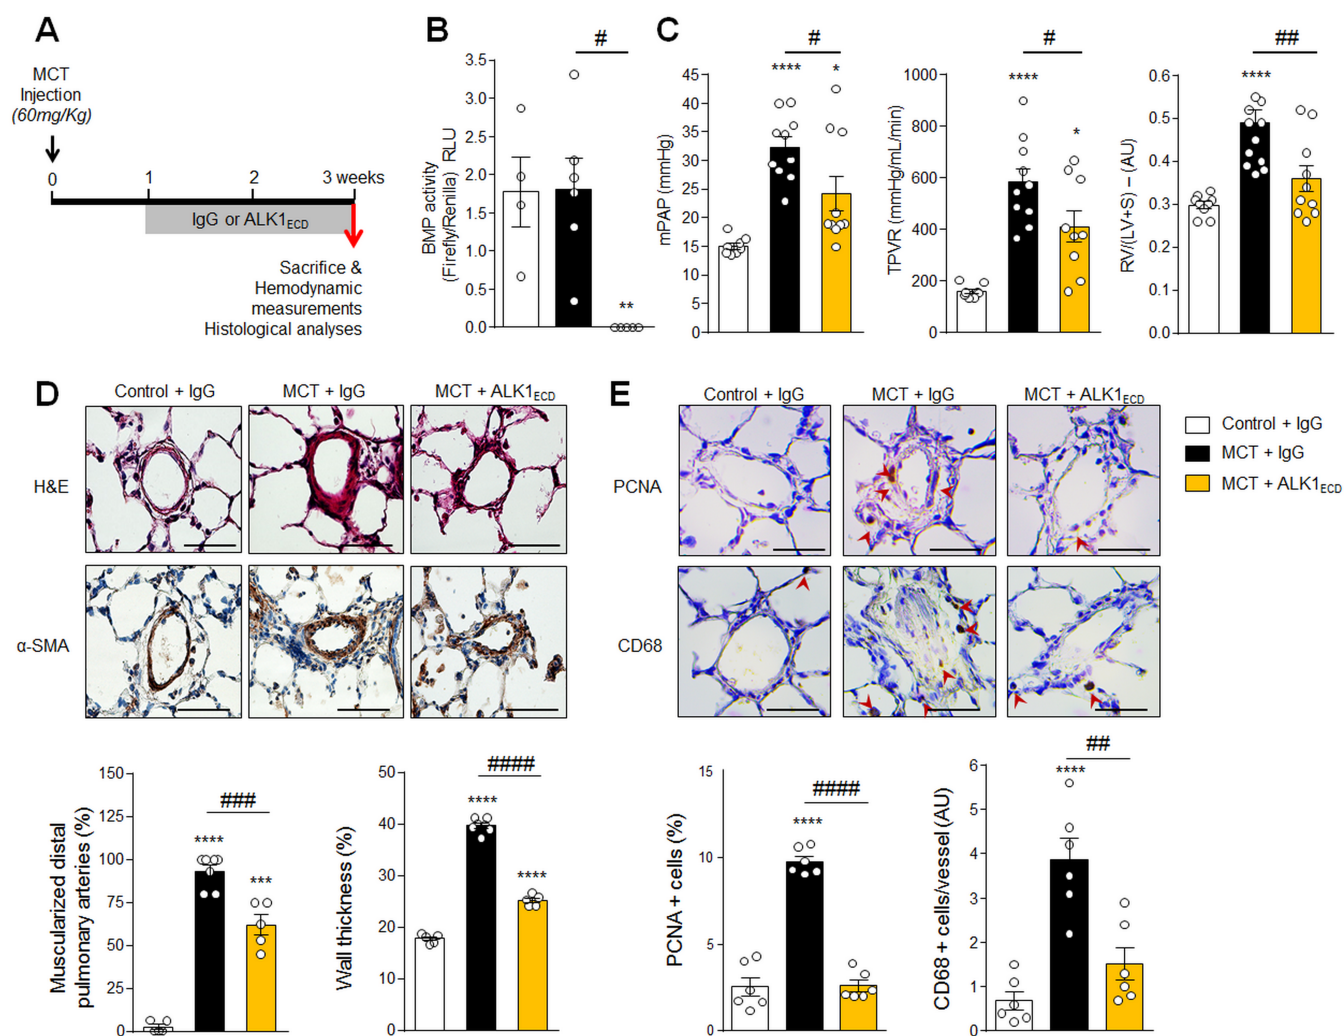 A
MCT
Injection
(60mg/Kg)
0
1
2
3 weeks
IgG or ALK1ECD
Sacrifice &
Hemodynamic
measurements
Histological analyses
B
#
BMP activity
(Firefly/Renilla) RLU
3.5
3.0
2.5
2.0
1.5
1.0
0.5
0.0
**
C
#
**** *
mPAP (mmHg)
45
40
35
30
25
20
15
10
5
0
#
****
*
TPVR (mmHg/mL/min)
1000
800
600
400
200
0
##
****
RV/(LV+S) – (AU)
0.6
0.5
0.4
0.3
0.2
0.1
0.0
D
Control + IgG MCT + IgG MCT + ALK1ECD
H&E
α-SMA
Muscularized distal
pulmonary arteries (%)
150
100
75
50
25
0
###
****
***
Wall thickness (%)
50
40
30
20
10
0
####
****
****
E
Control + IgG MCT + IgG MCT + ALK1ECD
PCNA
CD68
Control + IgG
MCT + IgG
MCT + ALK1ECD
PCNA + cells (%)
15
10
5
0
####
****
CD68 + cells/vessel (AU)
6
5
4
3
2
1
0
##
****